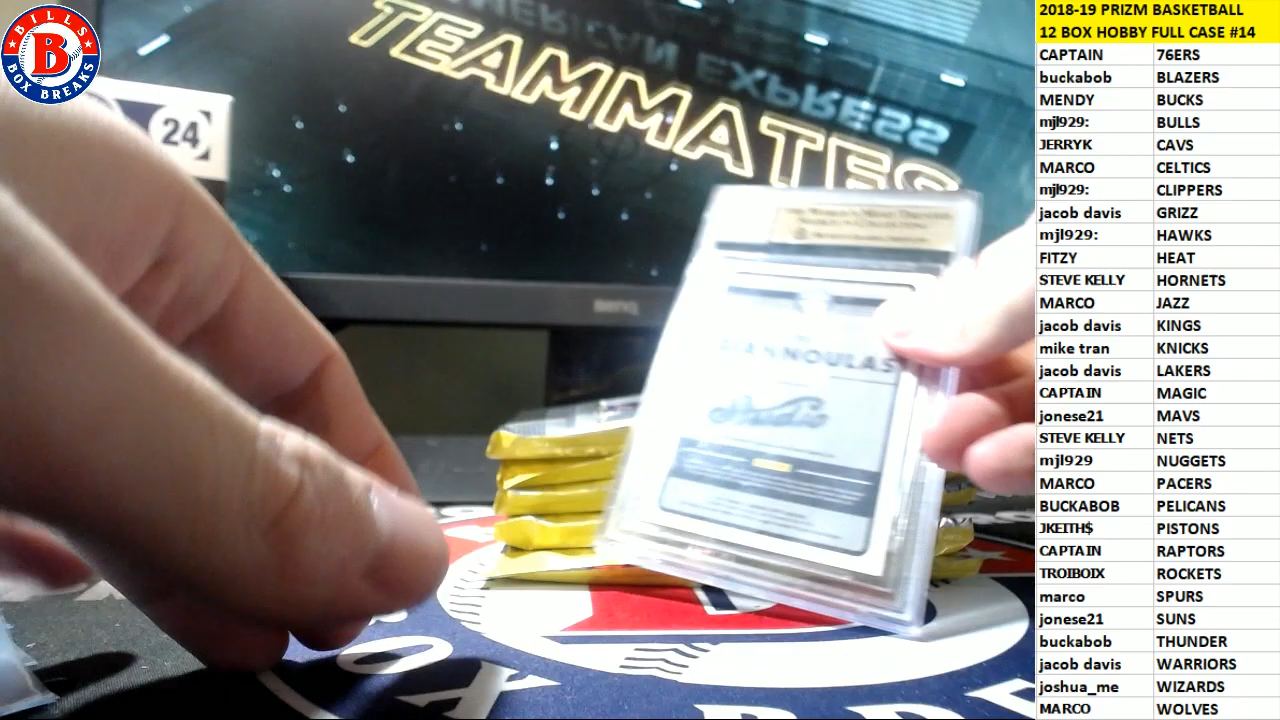 BILLS
B
BOX BREAKS
AMERICAN EXPRESS
TEAMMATES
24
BENQ
2018-19 PRIZM BASKETBALL
12 BOX HOBBY FULL CASE #14
CAPTAIN 76ERS
buckabob BLAZERS
MENDY BUCKS
mjl929: BULLS
JERRYK CAVS
MARCO CELTICS
mjl929: CLIPPERS
jacob davis GRIZZ
mjl929: HAWKS
FITZY HEAT
STEVE KELLY HORNETS
MARCO JAZZ
jacob davis KINGS
mike tran KNICKS
jacob davis LAKERS
CAPTAIN MAGIC
jonese21 MAVS
STEVE KELLY NETS
mjl929 NUGGETS
MARCO PACERS
BUCKABOB PELICANS
JKEITH$ PISTONS
CAPTAIN RAPTORS
TROIBOIX ROCKETS
marco SPURS
jonese21 SUNS
buckabob THUNDER
jacob davis WARRIORS
joshua_me WIZARDS
MARCO WOLVES